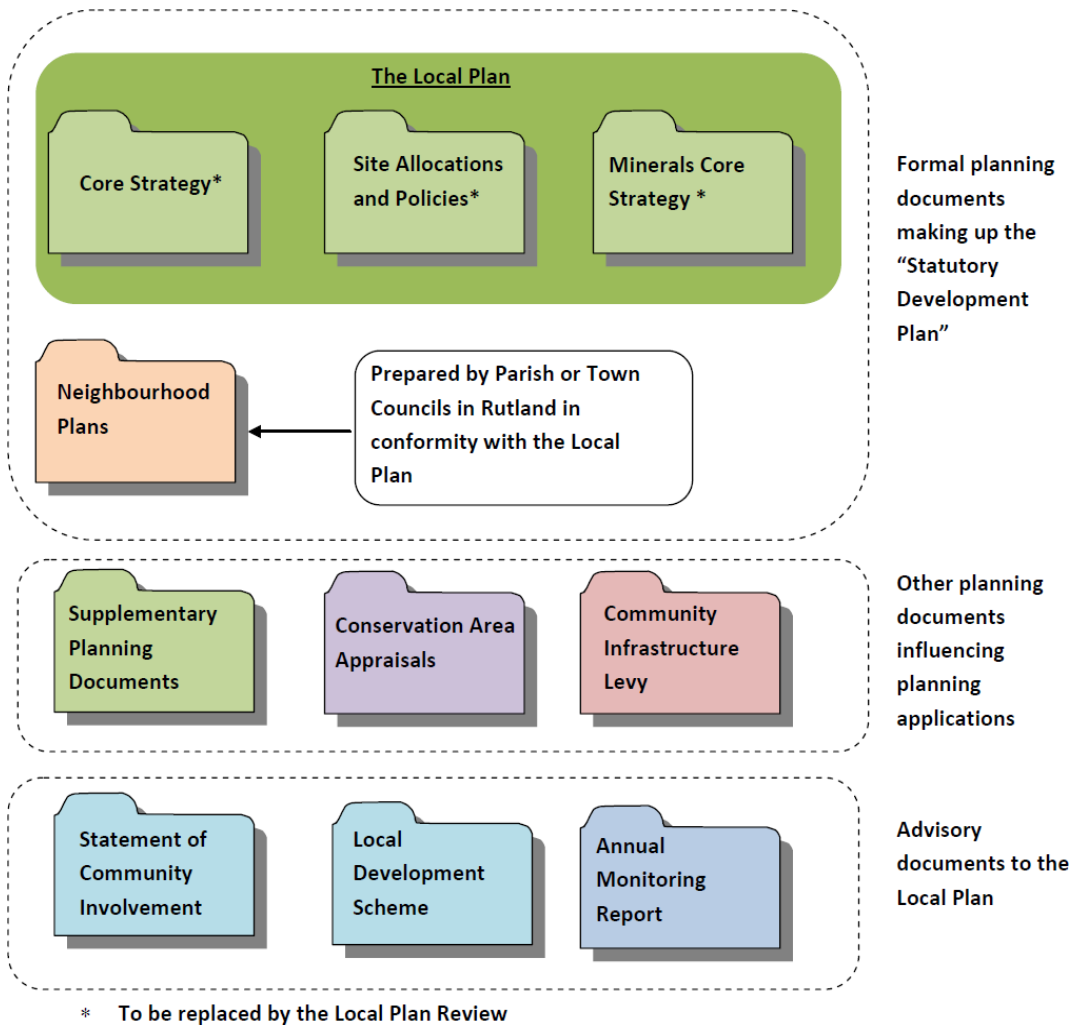 The Local Plan
Core Strategy*
Site Allocations
and Policies*
Minerals Core
Strategy *
Formal planning
documents
making up the
“Statutory
Development
Plan”
Neighbourhood
Plans
Prepared by Parish or Town
Councils in Rutland in
conformity with the Local
Plan
Supplementary
Planning
Documents
Conservation Area
Appraisals
Community
Infrastructure
Levy
Other planning
documents
influencing
planning
applications
Statement of
Community
Involvement
Local
Development
Scheme
Annual
Monitoring
Report
Advisory
documents to the
Local Plan
* To be replaced by the Local Plan Review